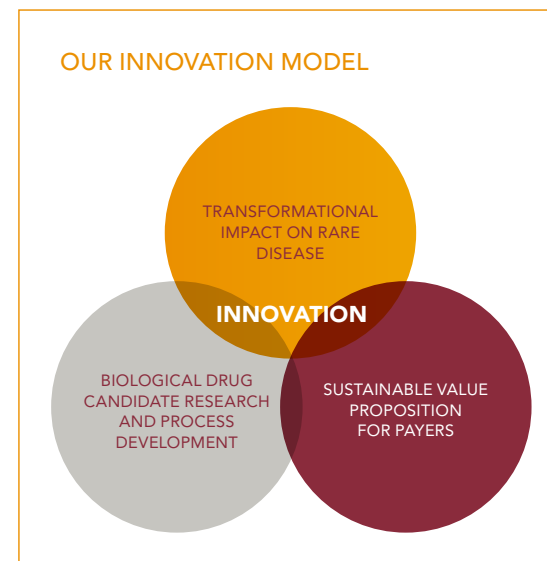 OUR INNOVATION MODEL
TRANSFORMATIONAL
IMPACT ON RARE
DISEASE
INNOVATION
BIOLOGICAL DRUG
CANDIDATE RESEARCH
AND PROCESS
DEVELOPMENT
SUSTAINABLE VALUE
PROPOSITION
FOR PAYERS